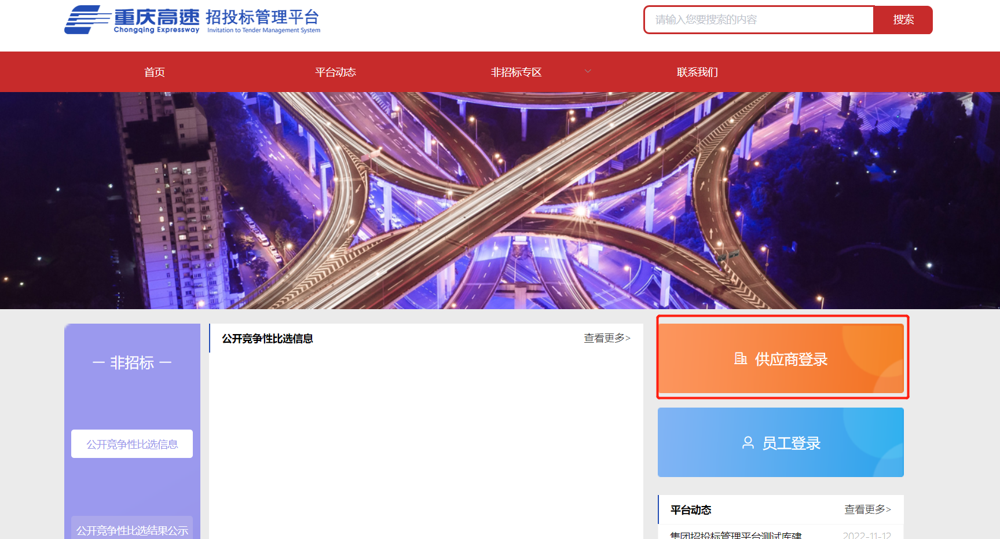 重庆高速 招投标管理平台
Chongqing Expressway Invitation to Tender Management System
请输入您要搜索的内容 搜索
首页 平台动态 非招标专区 联系我们
非招标
公开竞争性比选信息
公开竞争性比选结果公示
公开竞争性比选信息 查看更多>
供应商登录
员工登录
平台动态 查看更多>
集团招投标管理平台测试库建 2022-11-12